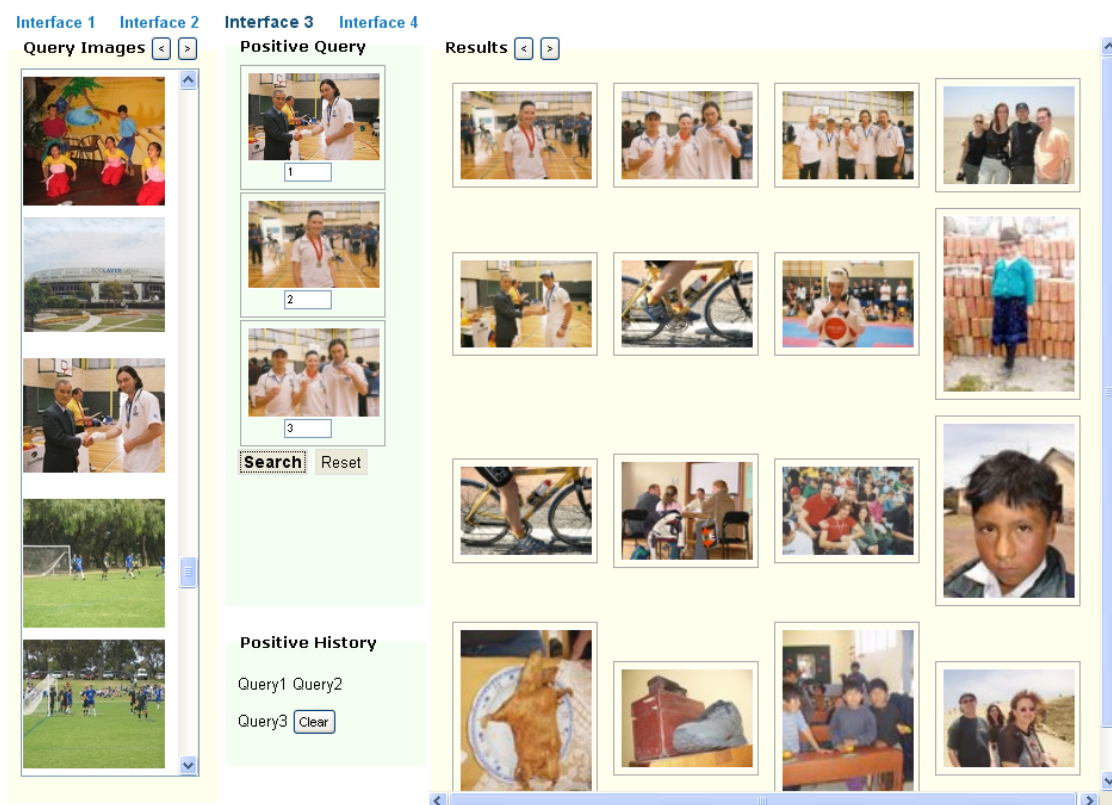 Interface 1 Interface 2 Interface 3 Interface 4
Query Images < >
LAVER
Positive Query
1
2
3
Search Reset
Positive History
Query1 Query2
Query3 Clear
Results < >